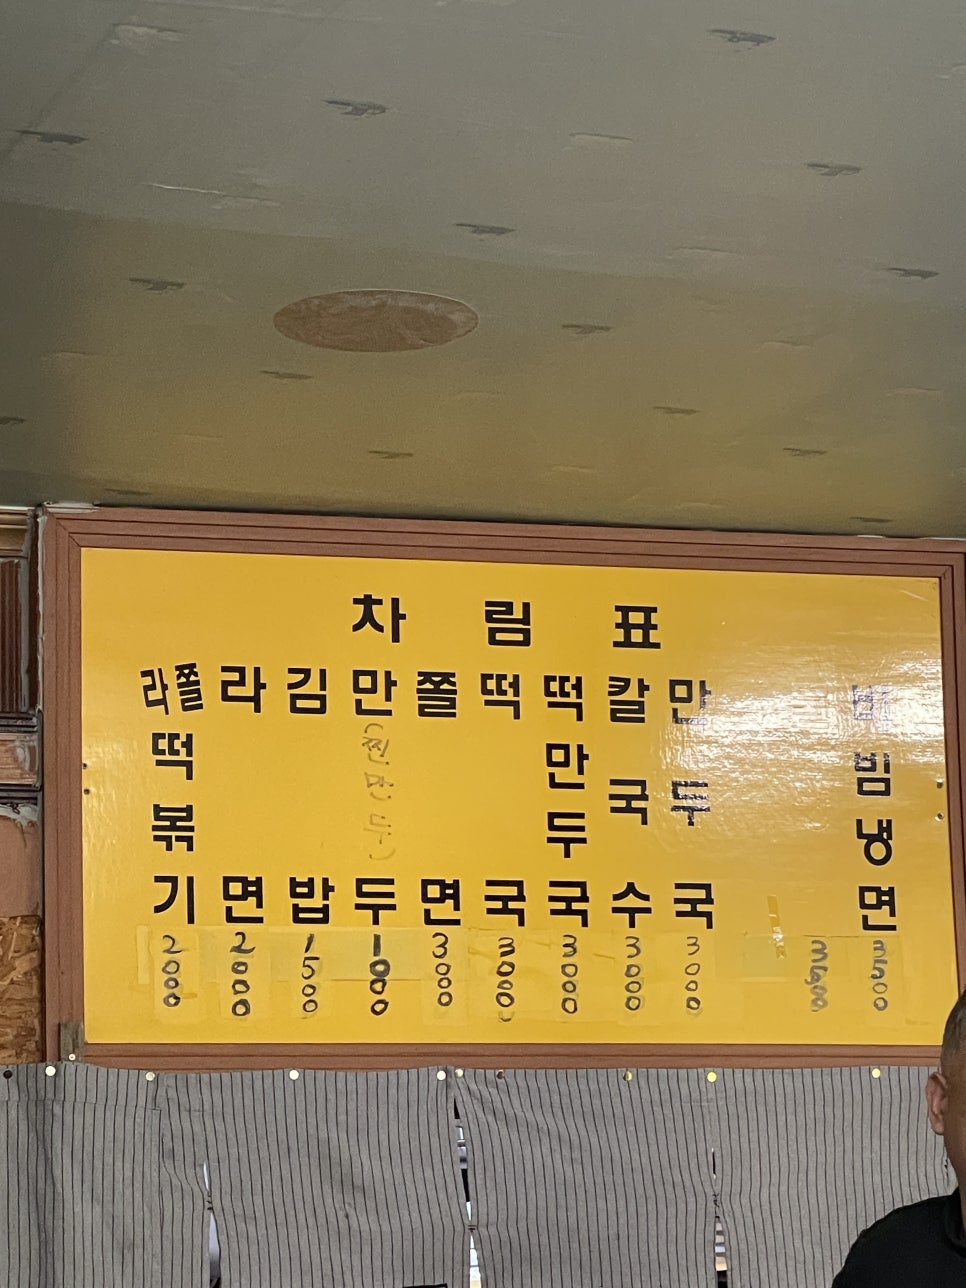 차림표
라쫄떡볶기 2000
라면 2000
김밥 1500
만두 (찐만두) 1000
쫄면 3000
떡국 3000
떡만두국 3000
칼국수 3000
만두국 3000
3500
비빔냉면 3500